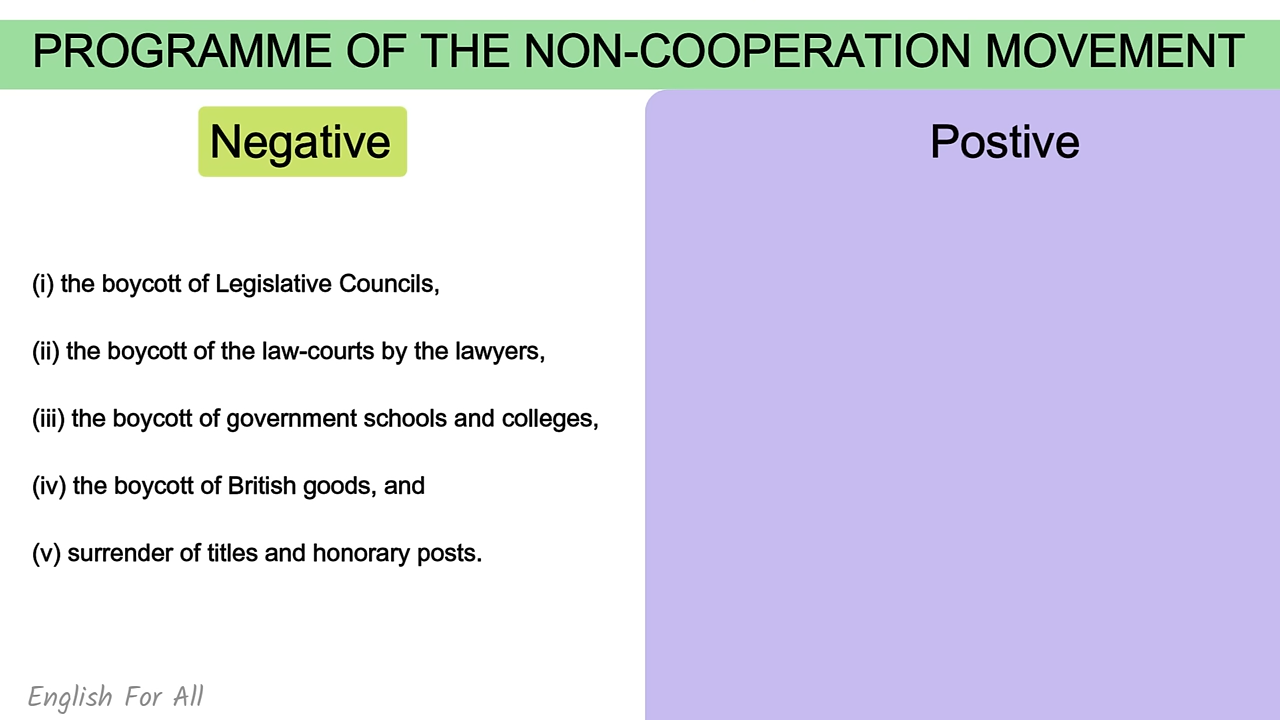 PROGRAMME OF THE NON-COOPERATION MOVEMENT
Negative
(i) the boycott of Legislative Councils,
(ii) the boycott of the law-courts by the lawyers,
(iii) the boycott of government schools and colleges,
(iv) the boycott of British goods, and
(v) surrender of titles and honorary posts.
Postive
English For All